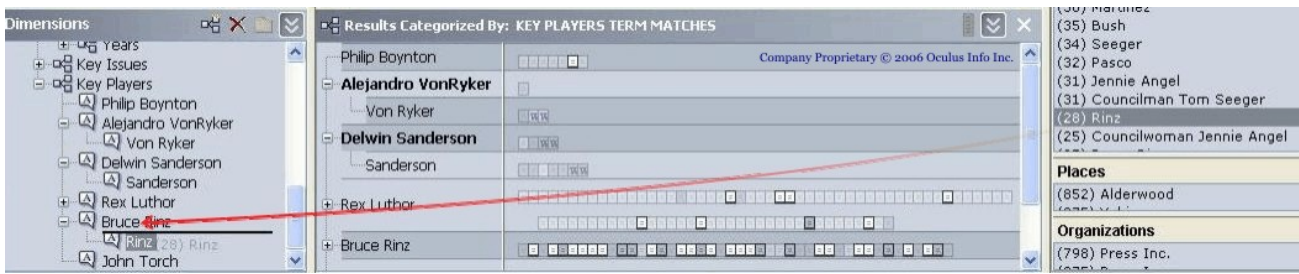 Dimensions
Years
Key Issues
Key Players
Philip Boynton
Alejandro VonRyker
Von Ryker
Delwin Sanderson
Sanderson
Rex Luthor
Bruce Rinz
Rinz (28) Rinz
John Torch
Results Categorized By: KEY PLAYERS TERM MATCHES
Philip Boynton
Company Proprietary © 2006 Oculus Info Inc.
Alejandro VonRyker
Von Ryker
Delwin Sanderson
Sanderson
Rex Luthor
Bruce Rinz
(36) Martinez
(35) Bush
(34) Seeger
(32) Pasco
(31) Jennie Angel
(31) Councilman Tom Seeger
(28) Rinz
(25) Councilwoman Jennie Angel
Places
(852) Alderwood
Organizations
(798) Press Inc.